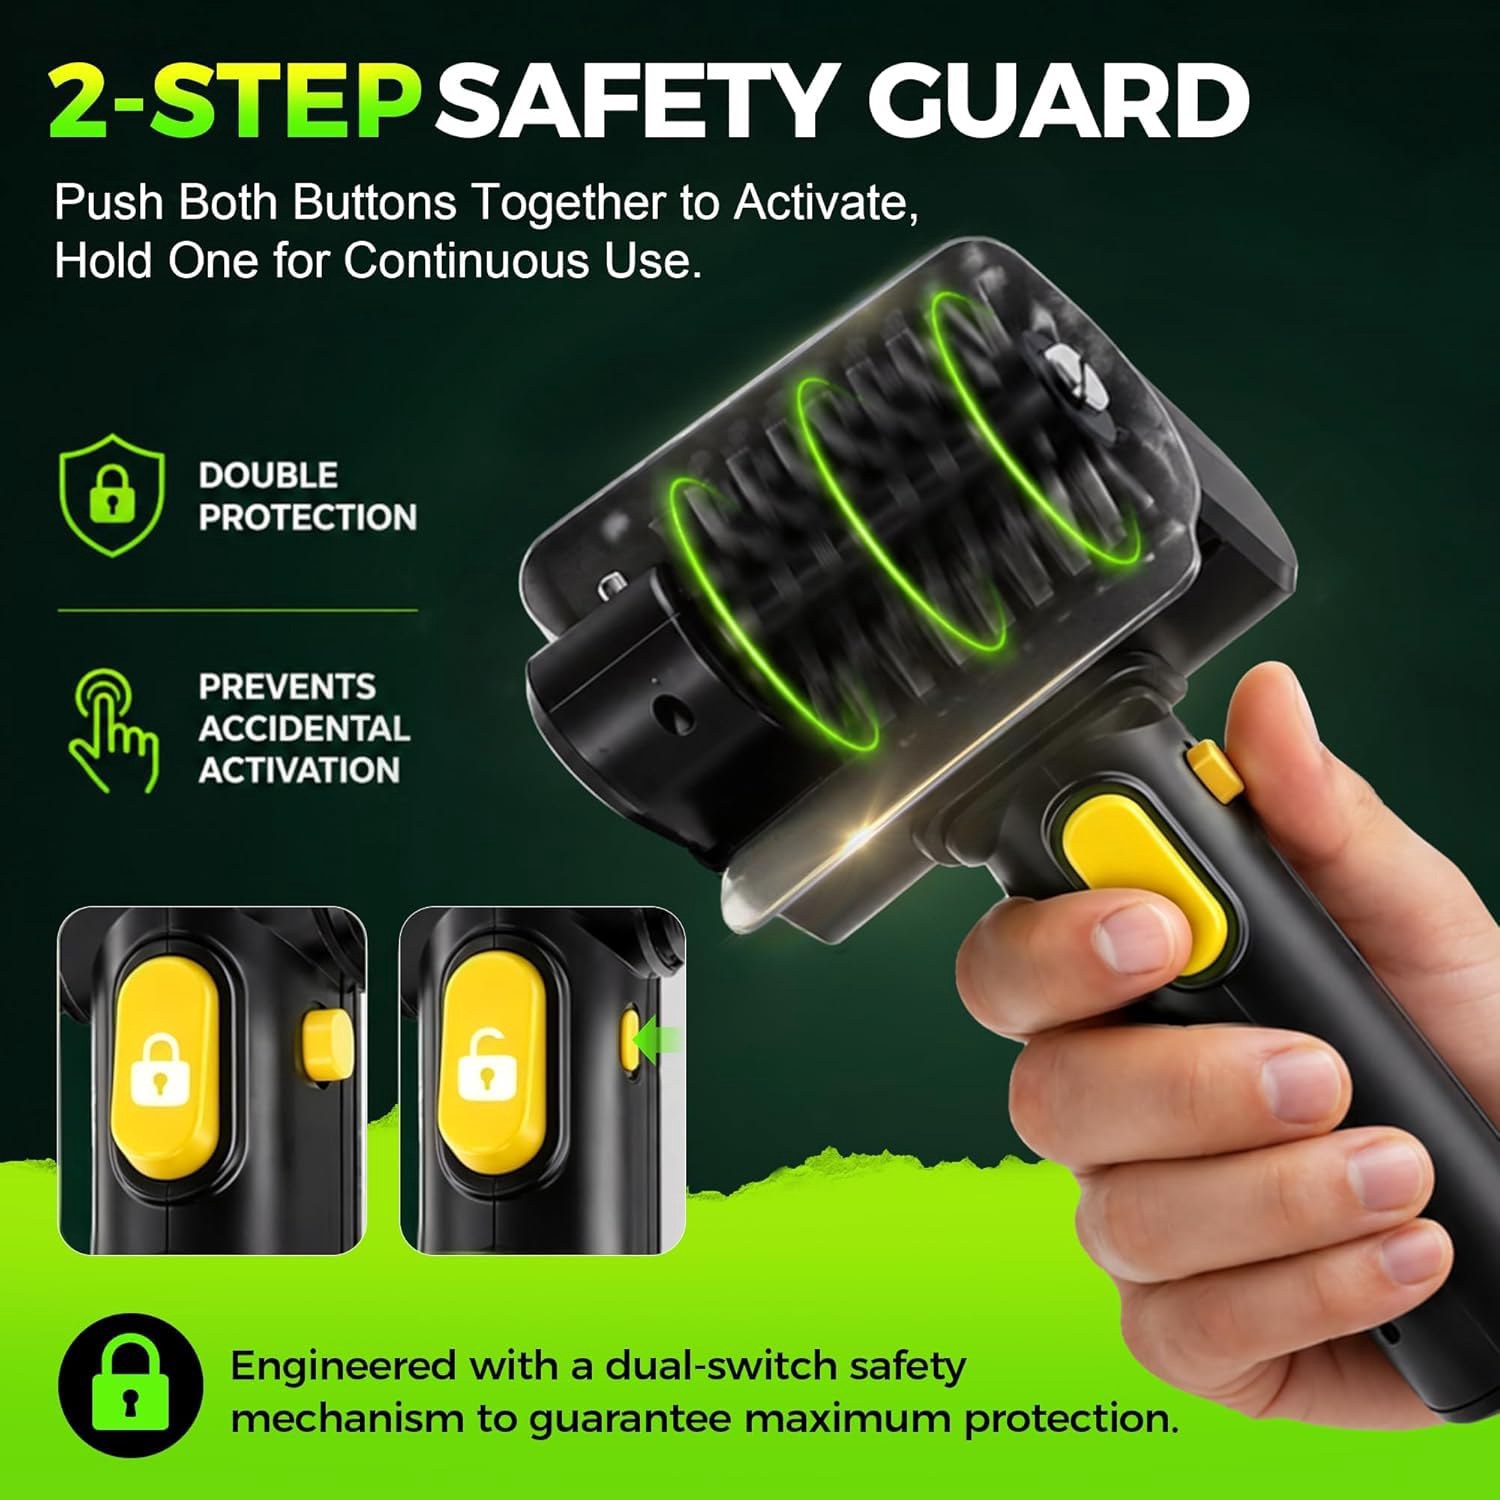 2-STEP SAFETY GUARD
Push Both Buttons Together to Activate,
Hold One for Continuous Use.
DOUBLE
PROTECTION
PREVENTS
ACCIDENTAL
ACTIVATION
Engineered with a dual-switch safety
mechanism to guarantee maximum protection.